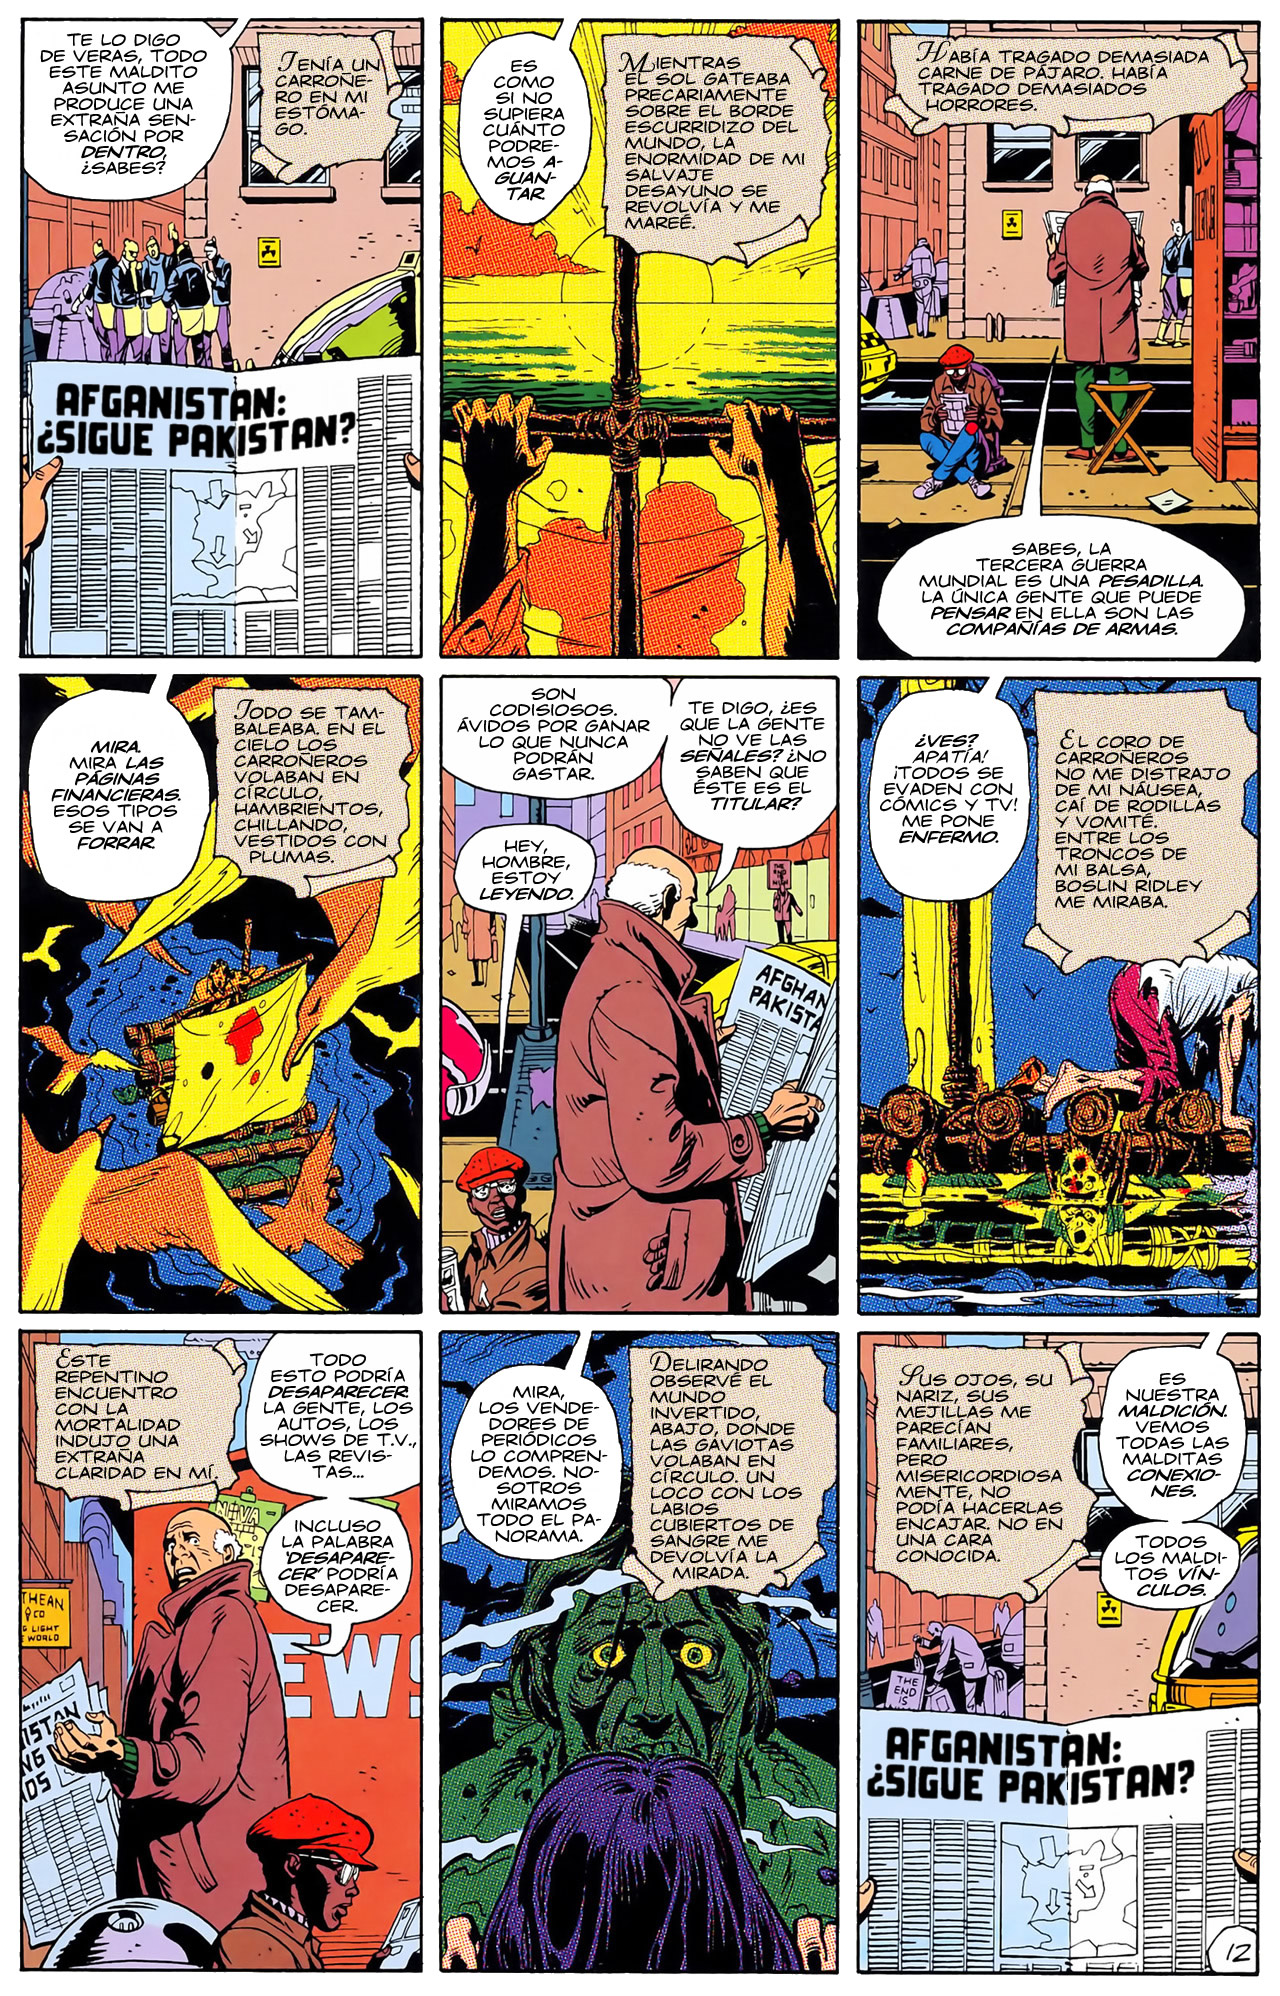 TE LO DIGO
DE VERAS, TODO
ESTE MALDITO
ASUNTO ME
PRODUCE UNA
EXTRAÑA SEN-
SACIÓN POR
DENTRO,
¿SABES?
TENÍA UN
CARROÑE-
RO EN MI
ESTÓMA-
GO.
AFGANISTAN:
¿SIGUE PAKISTAN?
ES
COMO
SI NO
SUPIERA
CUÁNTO
PODRE-
MOS A-
GUAN-
TAR.
MIENTRAS
EL SOL GATEABA
PRECARIAMENTE
SOBRE EL BORDE
ESCURRIDIZO DEL
MUNDO, LA
ENORMIDAD DE MI
SALVAJE
DESAYUNO SE
REVOLVÍA Y ME
MAREÉ.
HABÍA TRAGADO DEMASIADA
CARNE DE PÁJARO. HABÍA
TRAGADO DEMASIADOS
HORRORES.
SABES, LA
TERCERA GUERRA
MUNDIAL ES UNA PESADILLA.
LA ÚNICA GENTE QUE PUEDE
PENSAR EN ELLA SON LAS
COMPAÑÍAS DE ARMAS.
MIRA.
MIRA LAS
PÁGINAS
FINANCIERAS.
ESOS TIPOS
SE VAN A
FORRAR.
TODO SE TAM-
BALEABA. EN EL
CIELO LOS
CARROÑEROS
VOLABAN EN
CÍRCULO,
HAMBRIENTOS,
CHILLANDO,
VESTIDOS CON
PLUMAS.
SON
CODISIOSOS.
ÁVIDOS POR GANAR
LO QUE NUNCA
PODRÁN
GASTAR.
TE DIGO, ¿ES
QUE LA GENTE
NO VE LAS
SEÑALES? ¿NO
SABEN QUE
ÉSTE ES EL
TITULAR?
HEY,
HOMBRE,
ESTOY
LEYENDO.
THE
END
IS
NIGH
AFGHAN
PAKISTA
¿VES?
APATÍA!
¡TODOS SE
EVADEN CON
CÓMICS Y TV!
ME PONE
ENFERMO.
EL CORO DE
CARROÑEROS
NO ME DISTRAJO
DE MI NÁUSEA,
CAÍ DE RODILLAS
Y VOMITÉ.
ENTRE LOS
TRONCOS DE
MI BALSA,
BOSLIN RIDLEY
ME MIRABA.
ESTE
REPENTINO
ENCUENTRO
CON LA
MORTALIDAD
INDUJO UNA
EXTRAÑA
CLARIDAD EN MÍ.
TODO
ESTO PODRÍA
DESAPARECER.
LA GENTE, LOS
AUTOS, LOS
SHOWS DE T.V.,
LAS REVIS-
TAS...
INCLUSO
LA PALABRA
'DESAPARE-
CER' PODRÍA
DESAPARE-
CER.
NOVA
THEAN
& CO
G LIGHT
E WORLD
EWS
ISTAN
NG
NDS
MIRA,
LOS VENDE-
DORES DE
PERIÓDICOS
LO COMPREN-
DEMOS. NO-
SOTROS
MIRAMOS
TODO EL PA-
NORAMA.
DELIRANDO
OBSERVÉ EL
MUNDO
INVERTIDO,
ABAJO, DONDE
LAS GAVIOTAS
VOLABAN EN
CÍRCULO. UN
LOCO CON LOS
LABIOS
CUBIERTOS DE
SANGRE ME
DEVOLVÍA LA
MIRADA.
SUS OJOS, SU
NARIZ, SUS
MEJILLAS ME
PARECÍAN
FAMILIARES,
PERO
MISERICORDIOSA
MENTE, NO
PODÍA HACERLAS
ENCAJAR. NO EN
UNA CARA
CONOCIDA.
ES
NUESTRA
MALDICIÓN.
VEMOS
TODAS LAS
MALDITAS
CONEXIO-
NES.
TODOS
LOS MALDI-
TOS VÍN-
CULOS.
THE
END IS
AFGANISTAN:
¿SIGUE PAKISTAN?
12